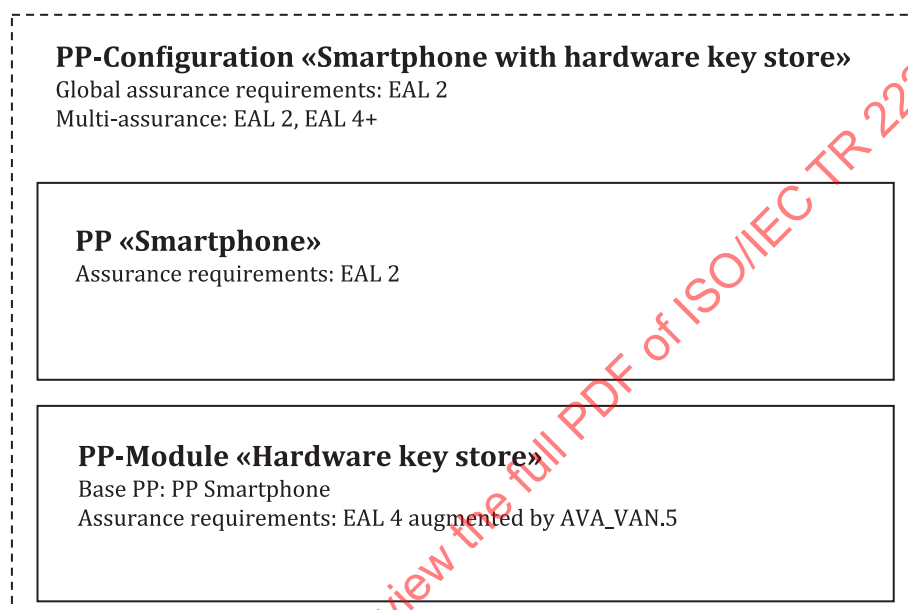 PP-Configuration «Smartphone with hardware key store»
Global assurance requirements: EAL 2
Multi-assurance: EAL 2, EAL 4+
PP «Smartphone»
Assurance requirements: EAL 2
PP-Module «Hardware key store»
Base PP: PP Smartphone
Assurance requirements: EAL 4 augmented by AVA_VAN.5
view the full PDF of ISO/IEC TR